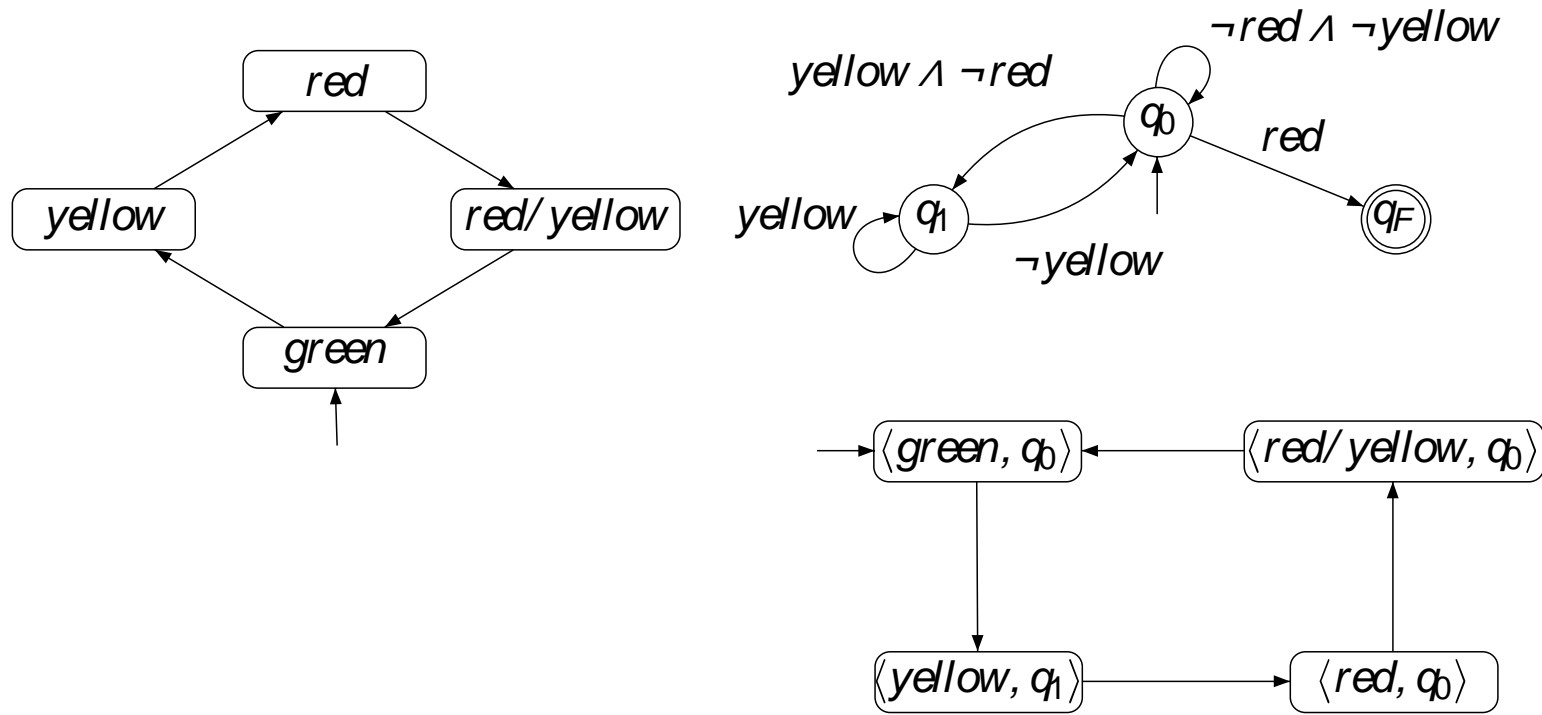 red
yellow
red/yellow
green
¬red ∧ ¬yellow
yellow ∧ ¬red
q0
red
yellow
q1
qF
¬yellow
⟨green, q0⟩
⟨red/yellow, q0⟩
⟨yellow, q1⟩
⟨red, q0⟩